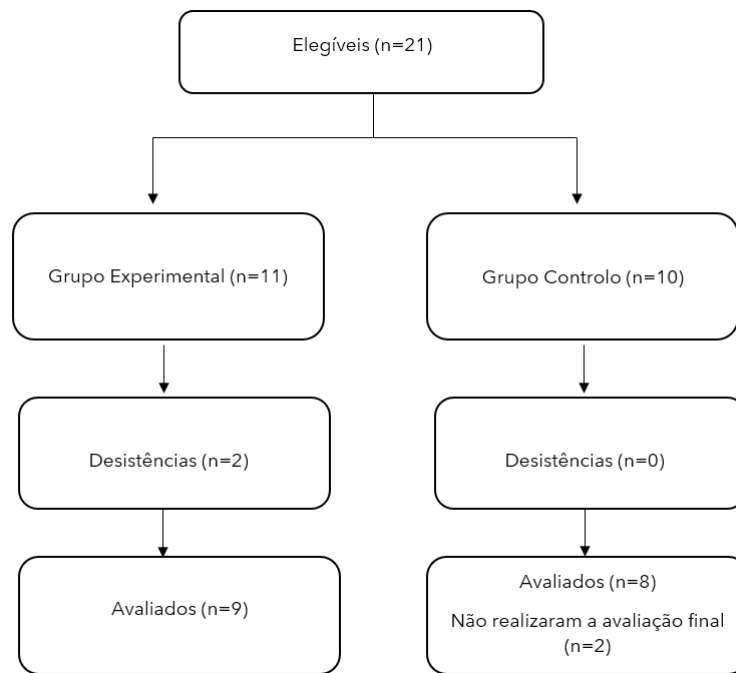 Elegíveis (n=21)
Grupo Experimental (n=11)
Grupo Controlo (n=10)
Desistências (n=2)
Desistências (n=0)
Avaliados (n=9)
Avaliados (n=8)
Não realizaram a avaliação final
(n=2)